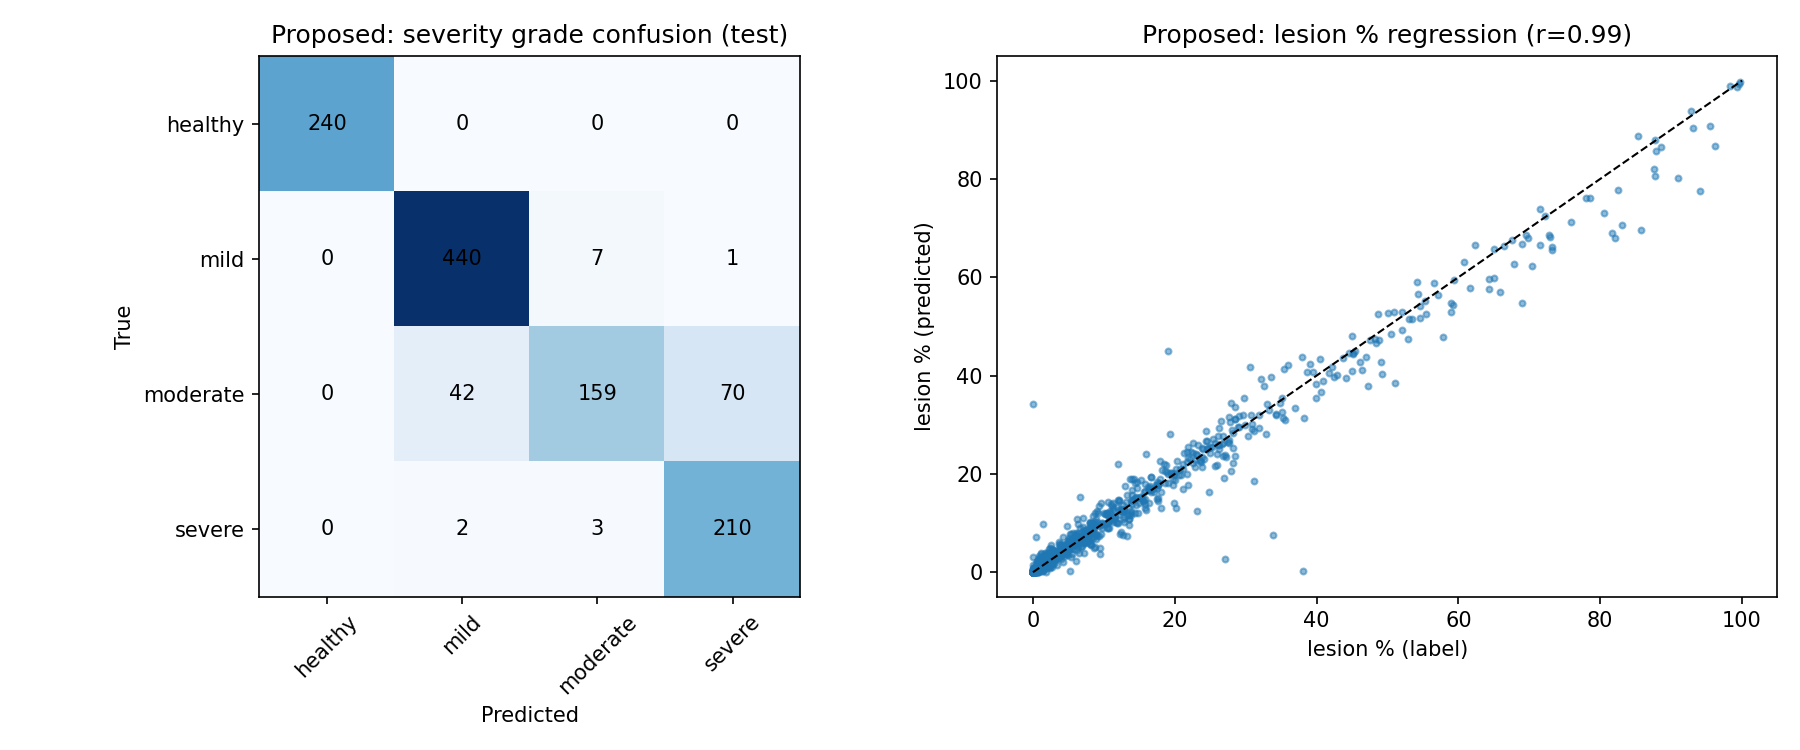 Proposed: severity grade confusion (test)
True
healthy 240 0 0 0
mild 0 440 7 1
moderate 0 42 159 70
severe 0 2 3 210
healthy mild moderate severe
Predicted
Proposed: lesion % regression (r=0.99)
lesion % (predicted)
100
80
60
40
20
0
0 20 40 60 80 100
lesion % (label)